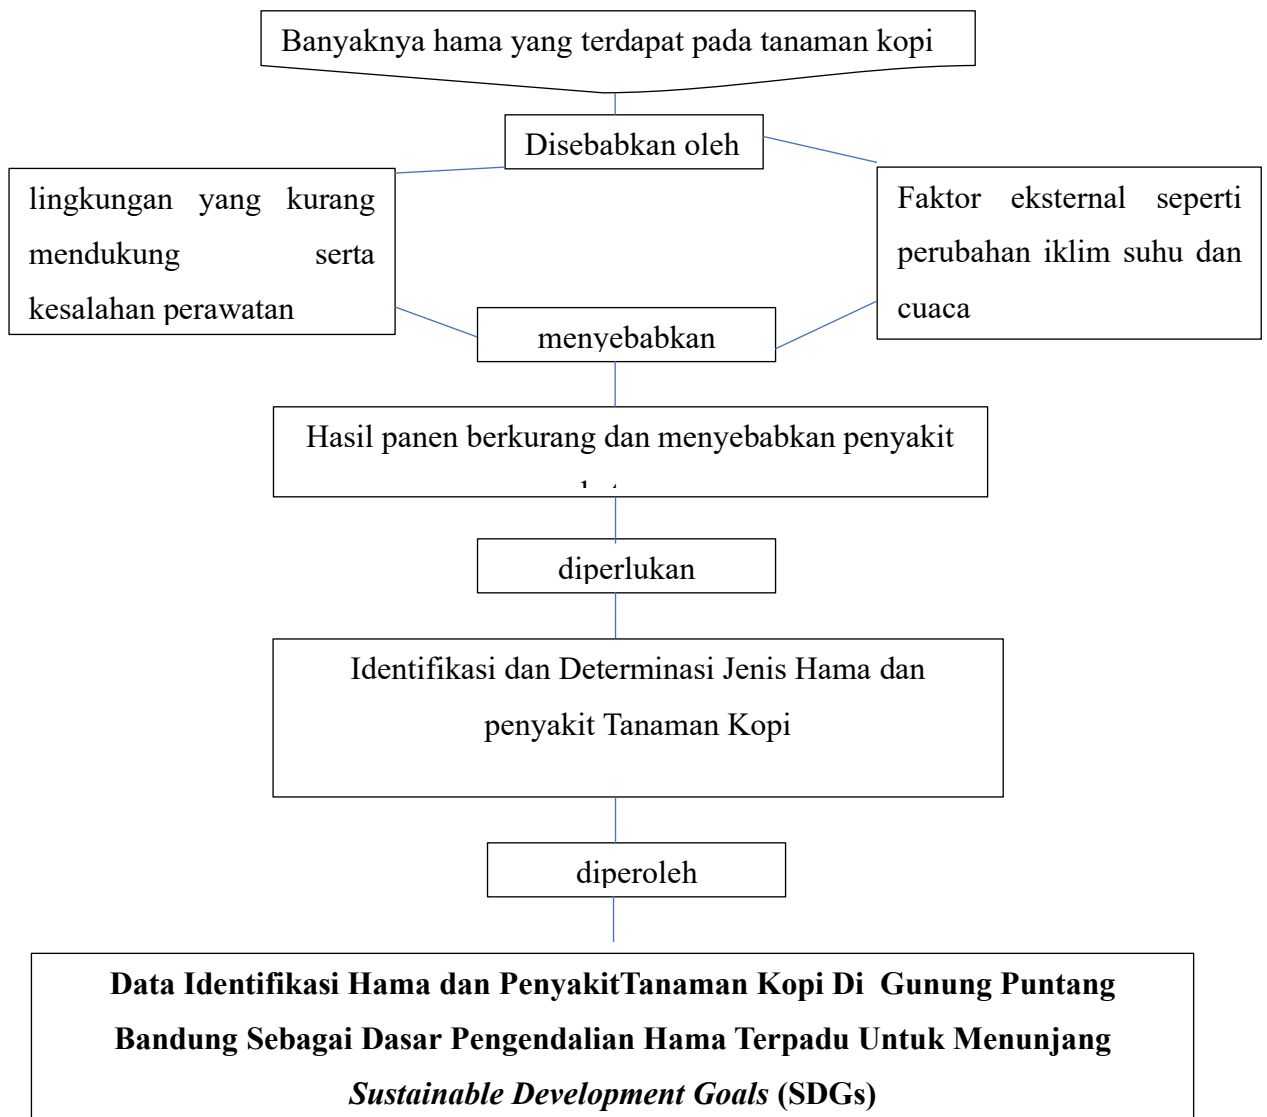 Banyaknya hama yang terdapat pada tanaman kopi
Disebabkan oleh
lingkungan yang kurang
mendukung serta
kesalahan perawatan
Faktor eksternal seperti
perubahan iklim suhu dan
cuaca
menyebabkan
Hasil panen berkurang dan menyebabkan penyakit
diperlukan
Identifikasi dan Determinasi Jenis Hama dan
penyakit Tanaman Kopi
diperoleh
Data Identifikasi Hama dan PenyakitTanaman Kopi Di Gunung Puntang
Bandung Sebagai Dasar Pengendalian Hama Terpadu Untuk Menunjang
Sustainable Development Goals (SDGs)